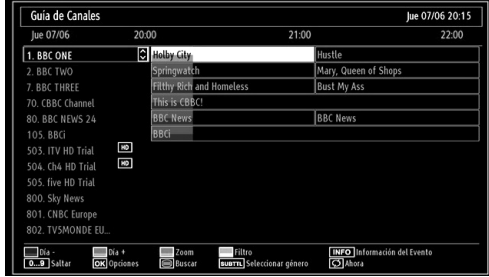 Guia de Canales Jue 07/06 20:15
Jue 07/06 20:00 21:00 22:00
1. BBC ONE Holby City Hustle
2. BBC TWO Springwatch Mary, Queen of Shops
7. BBC THREE Filthy Rich and Homeless Bust My Ass
70. CBBC Channel This is CBBC!
80. BBC NEWS 24 BBC News BBC News
105. BBCi BBCi
503. ITV HD Trial HD
504. Ch4 HD Trial HD
505. five HD Trial
800. Sky News
801. CNBC Europe
802. TV5MONDE EU...
Día - Día + Zoom Filtro INFO Información del Evento
0...9 Saltar OK Opciones Buscar SUBTTL Seleccionar género Ahora